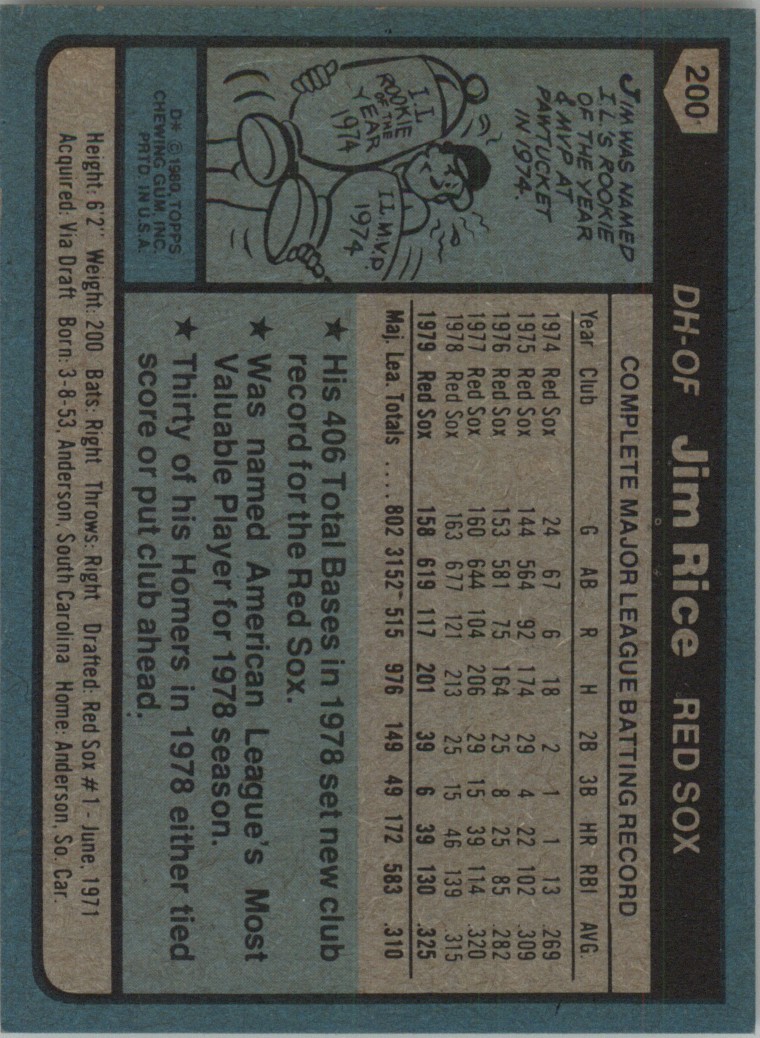 200
DH-OF Jim Rice RED SOX
JIM WAS NAMED
I.L.'S ROOKIE
OF THE YEAR
& MVP AT
PAWTUCKET
IN 1974.
I.L.
ROOKIE
OF THE
YEAR
1974
I.L. M.V.P.
1974
D* © 1980, TOPPS
CHEWING GUM, INC.
PRTD. IN U.S.A.
COMPLETE MAJOR LEAGUE BATTING RECORD
Year Club G AB R H 2B 3B HR RBI AVG.
1974 Red Sox 24 67 6 18 2 1 1 13 .269
1975 Red Sox 144 564 92 174 29 4 22 102 .309
1976 Red Sox 153 581 75 164 25 8 25 85 .282
1977 Red Sox 160 644 104 206 29 15 39 114 .320
1978 Red Sox 163 677 121 213 25 15 46 139 .315
1979 Red Sox 158 619 117 201 39 6 39 130 .325
Maj. Lea. Totals .... 802 3152 515 976 149 49 172 583 .310
★ His 406 Total Bases in 1978 set new club
record for the Red Sox.
★ Was named American League's Most
Valuable Player for 1978 season.
★ Thirty of his Homers in 1978 either tied
score or put club ahead.
Height: 6'2" Weight: 200 Bats: Right Throws: Right Drafted: Red Sox #1 - June, 1971
Acquired: Via Draft Born: 3-8-53, Anderson, South Carolina Home: Anderson, So. Car.